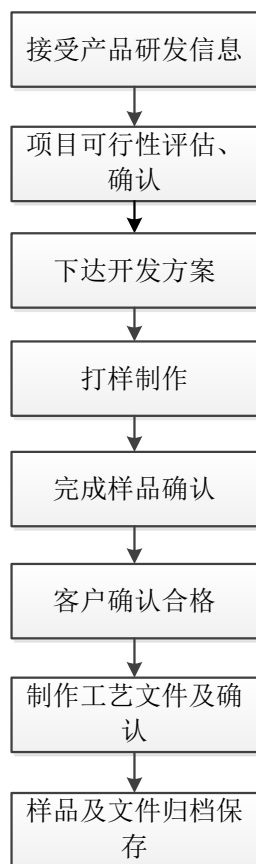 接受产品研发信息
项目可行性评估、
确认
下达开发方案
打样制作
完成样品确认
客户确认合格
制作工艺文件及确
认
样品及文件归档保
存